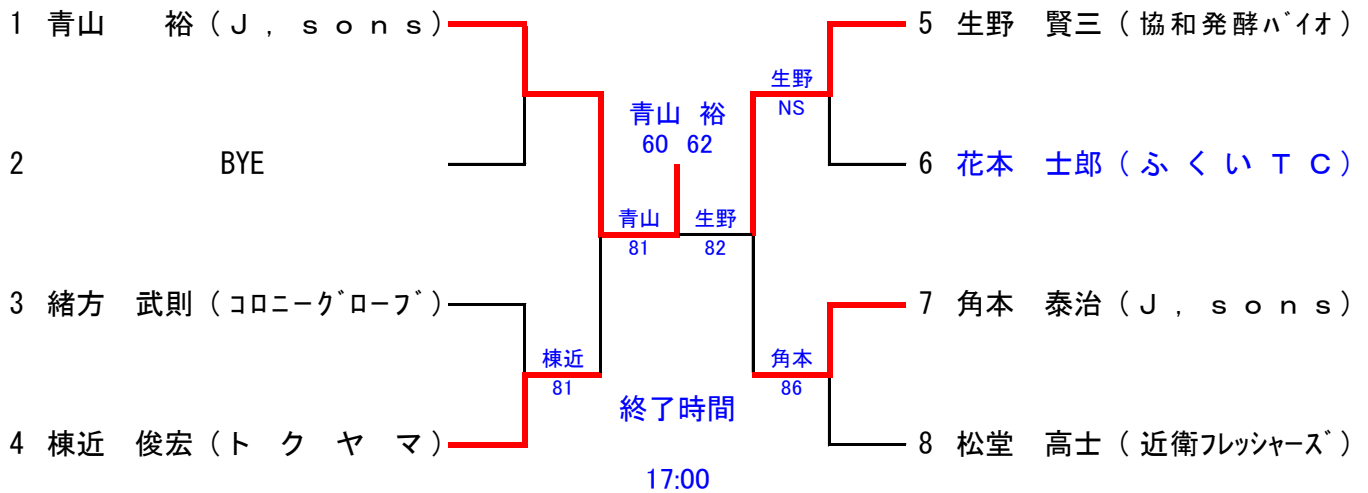 1 青山　裕 ( J , s o n s )
2 BYE
3 緒方　武則 ( コロニーグローブ )
4 棟近　俊宏 ( ト ク ヤ マ )
棟近
81
青山　裕
60 62
青山
81
生野
82
終了時間
17:00
生野
NS
角本
86
5 生野　賢三 ( 協和発酵バイオ )
6 花本　士郎 ( ふ く い Ｔ Ｃ )
7 角本　泰治 ( J , s o n s )
8 松堂　高士 ( 近衛フレッシャーズ )